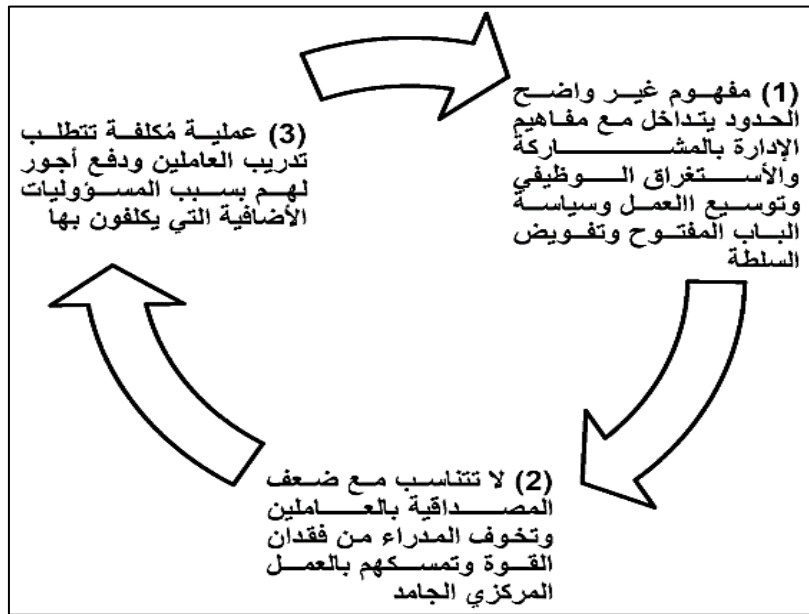 (1) مفهوم غير واضح
الحدود يتداخل مع مفاهيم
الإدارة بالمشاركة
والأستغراق الوظيفي
وتوسيع االعمل وسياسة
الباب المفتوح وتفويض
السلطة
(2) لا تتناسب مع ضعف
المصداقية بالعاملين
وتخوف المدراء من فقدان
القوة وتمسكهم بالعمل
المركزي الجامد
(3) عملية مُكلفة تتطلب
تدريب العاملين ودفع أجور
لهم بسبب المسؤوليات
الأضافية التي يكلفون بها